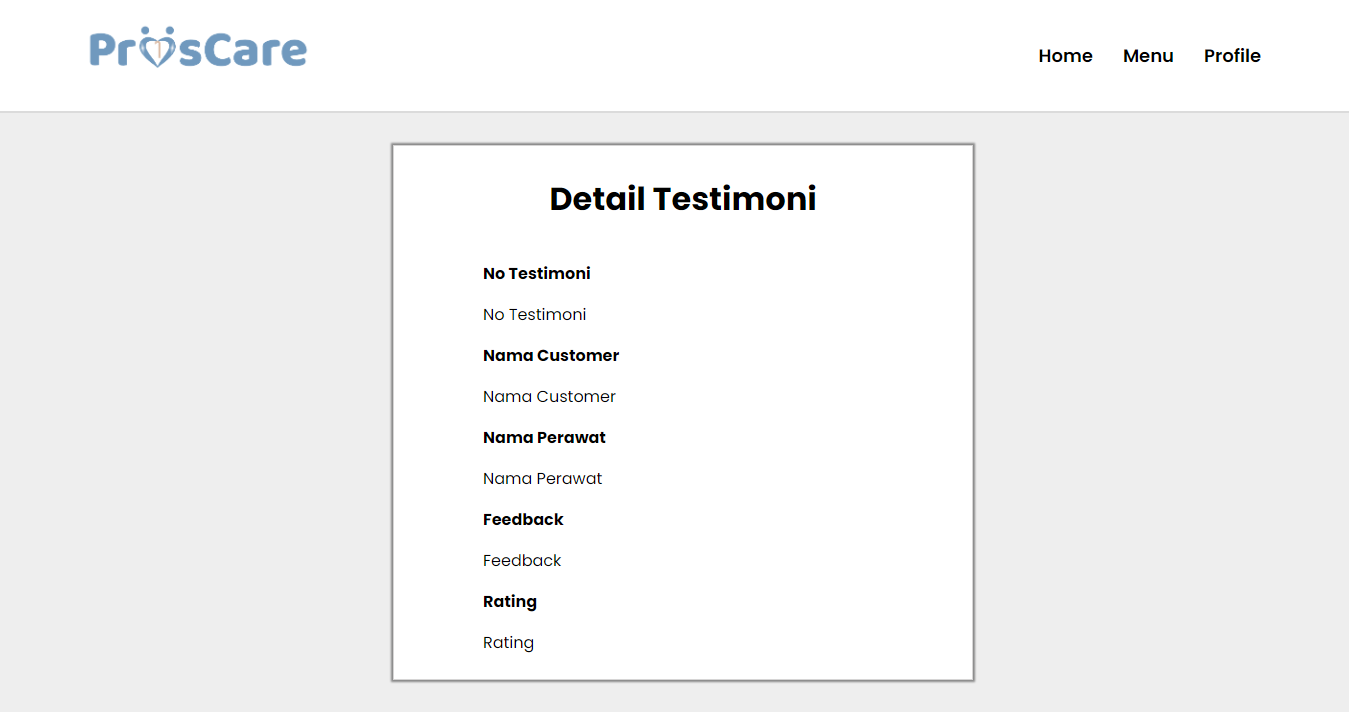 PriisCare
Home Menu Profile
Detail Testimoni
No Testimoni
No Testimoni
Nama Customer
Nama Customer
Nama Perawat
Nama Perawat
Feedback
Feedback
Rating
Rating